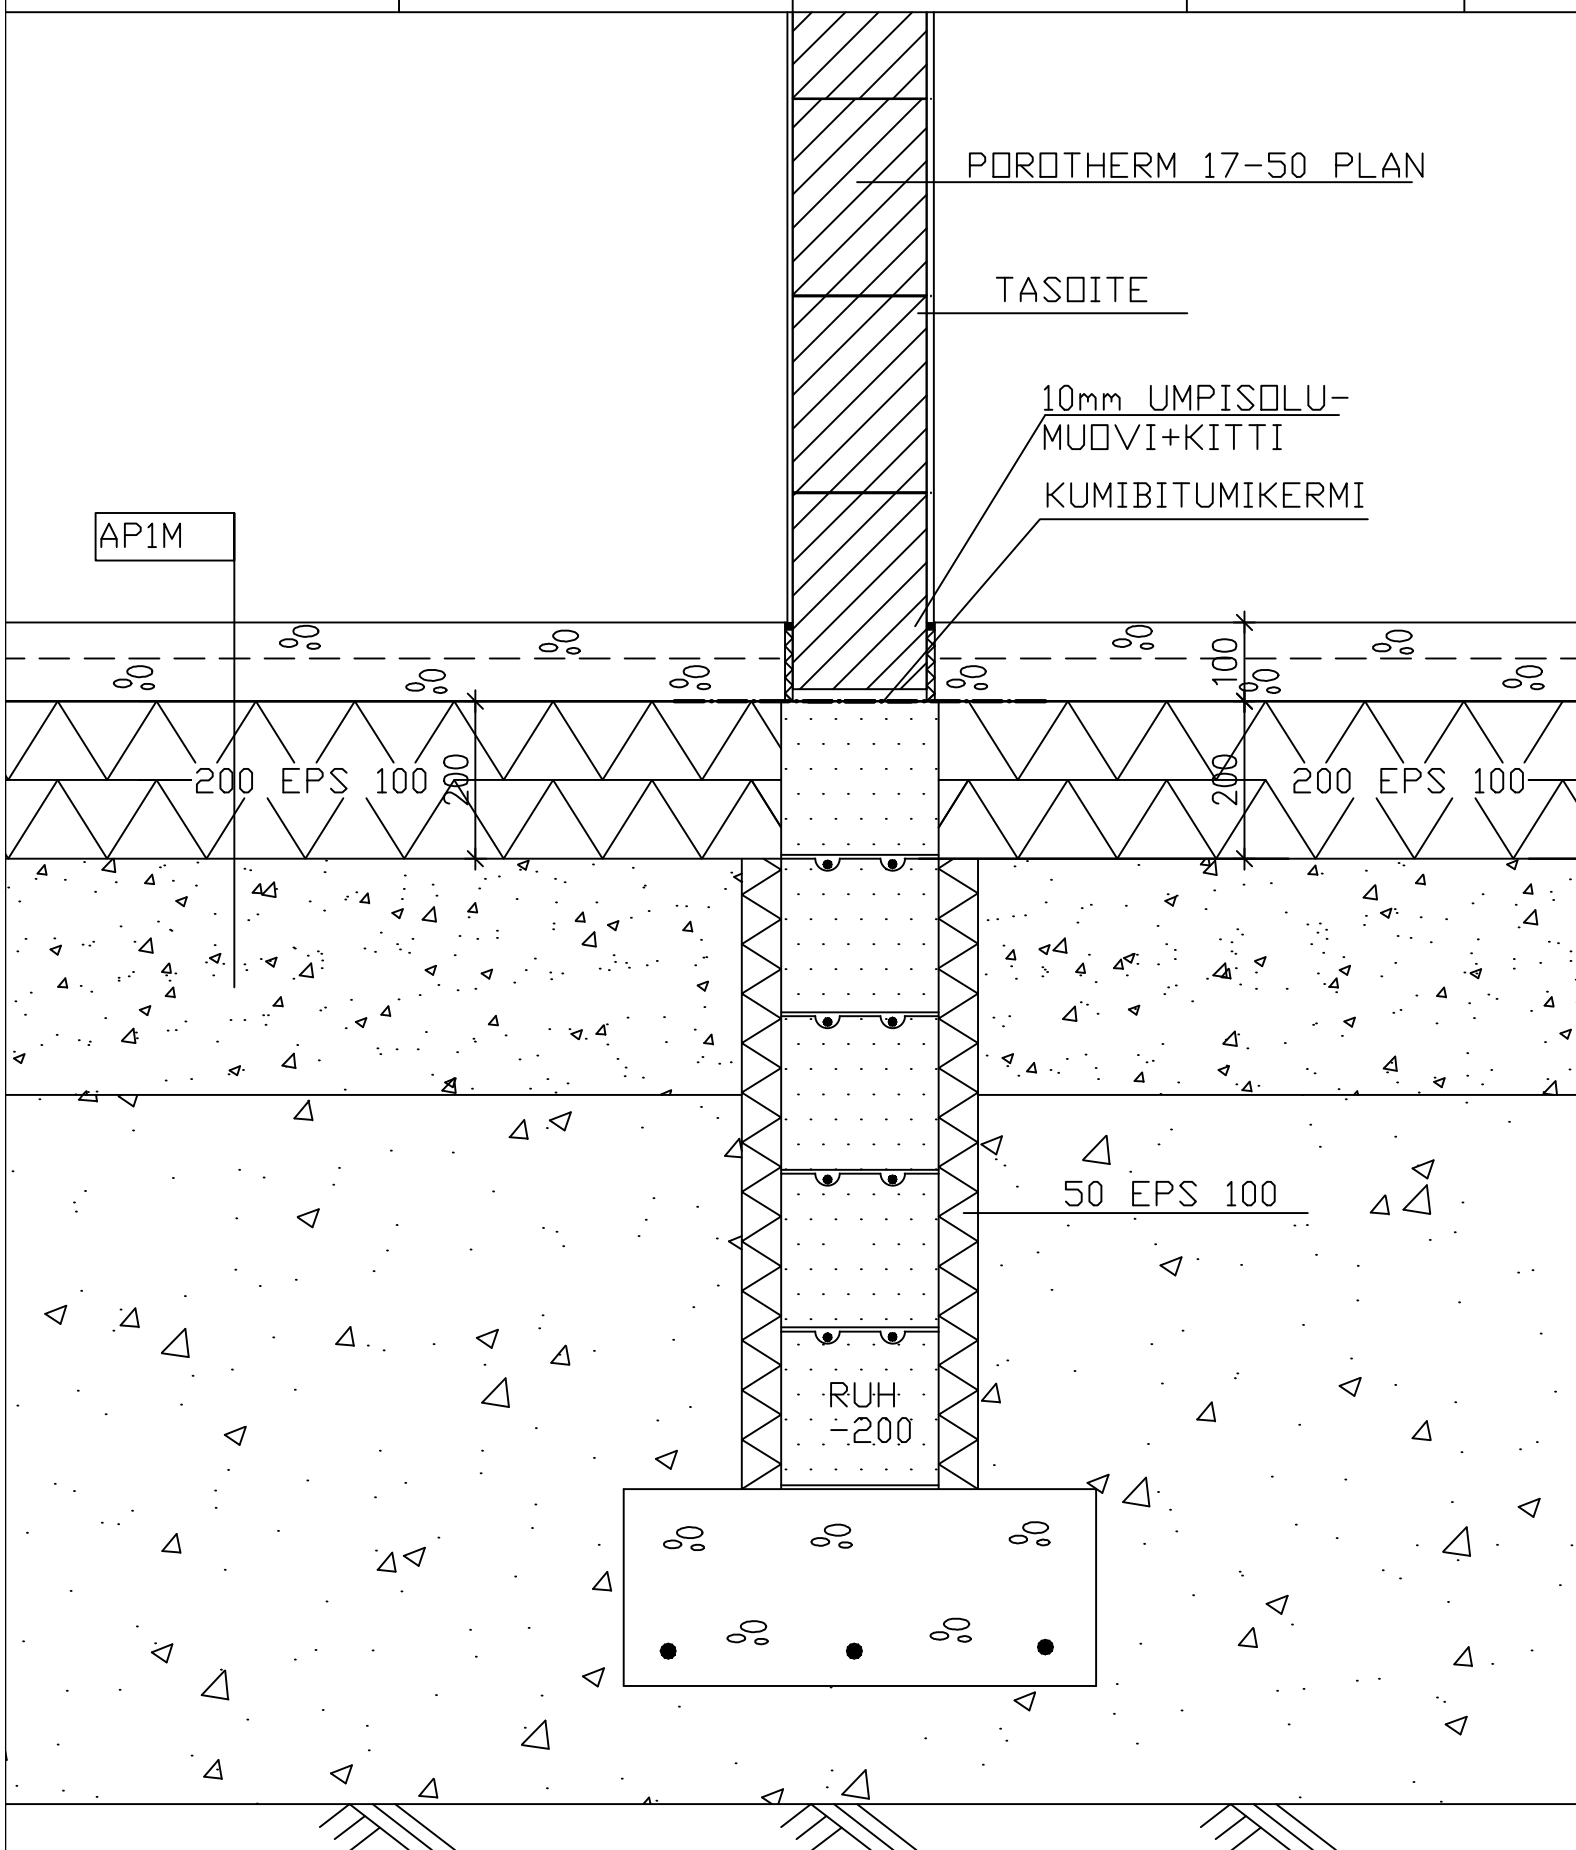 POROTHERM 17-50 PLAN
TASOITE
10mm UMPISOLU-
MUOVI+KITTI
KUMIBITUMIKERMI
AP1M
100
200 EPS 100
200
200
200 EPS 100
50 EPS 100
RUH
-200